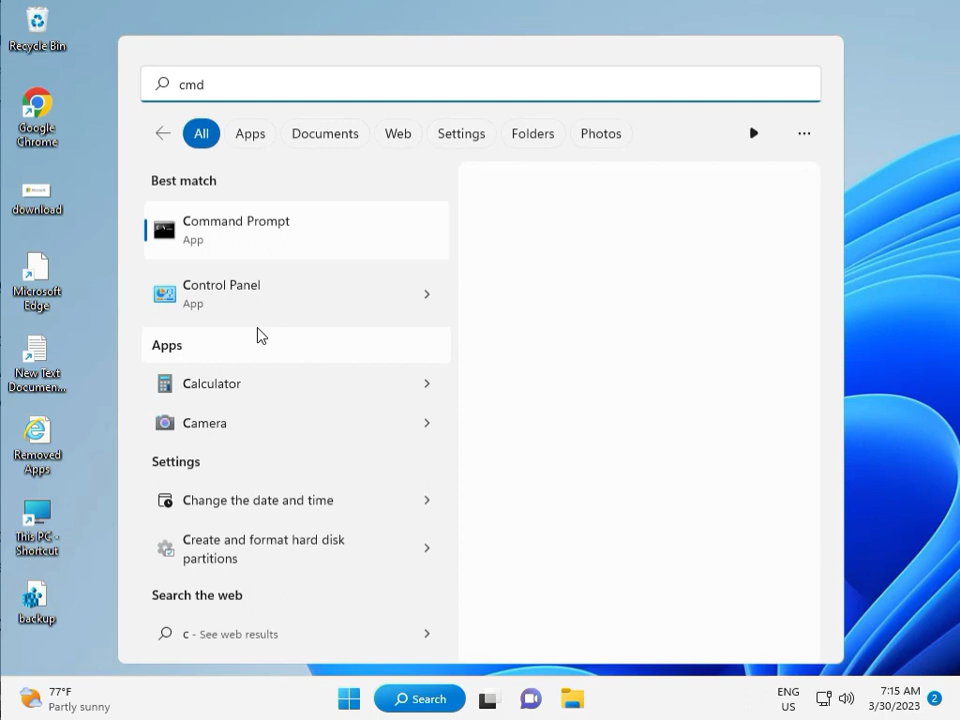 Recycle Bin
Google
Chrome
download
Microsoft
Edge
New Text
Documen...
Removed
Apps
This PC -
Shortcut
backup
cmd
All
Apps
Documents
Web
Settings
Folders
Photos
Best match
Command Prompt
App
Control Panel
App
Apps
Calculator
Camera
Settings
Change the date and time
Create and format hard disk
partitions
Search the web
c - See web results
77°F
Partly sunny
Search
ENG
US
7:15 AM
3/30/2023
2